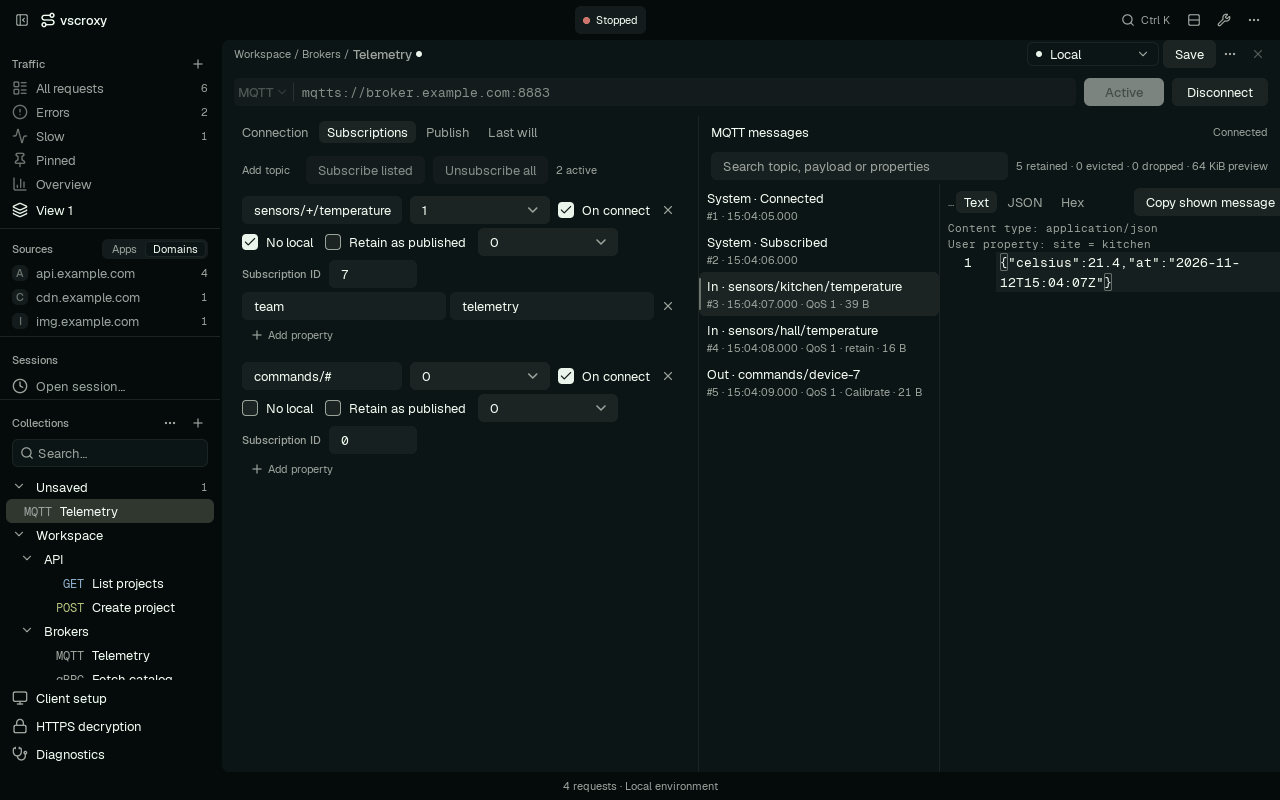 vscroxy
Stopped
Ctrl K
Traffic
All requests 6
Errors 2
Slow 1
Pinned
Overview
View 1
Sources Apps Domains
A api.example.com 4
C cdn.example.com 1
I img.example.com 1
Sessions
Open session...
Collections
Search...
Unsaved 1
MQTT Telemetry
Workspace
API
GET List projects
POST Create project
Brokers
MQTT Telemetry
gRPC Fetch catalog
Client setup
HTTPS decryption
Diagnostics
Workspace / Brokers / Telemetry
Local
Save
MQTT mqtts://broker.example.com:8883
Active
Disconnect
Connection Subscriptions Publish Last will
Add topic Subscribe listed Unsubscribe all 2 active
sensors/+/temperature 1 On connect
No local Retain as published 0
Subscription ID 7
team telemetry
Add property
commands/# 0 On connect
No local Retain as published 0
Subscription ID 0
Add property
MQTT messages Connected
Search topic, payload or properties 5 retained · 0 evicted · 0 dropped · 64 KiB preview
System · Connected
#1 · 15:04:05.000
System · Subscribed
#2 · 15:04:06.000
In · sensors/kitchen/temperature
#3 · 15:04:07.000 · QoS 1 · 39 B
In · sensors/hall/temperature
#4 · 15:04:08.000 · QoS 1 · retain · 16 B
Out · commands/device-7
#5 · 15:04:09.000 · QoS 1 · Calibrate · 21 B
Text JSON Hex Copy shown message
Content type: application/json
User property: site = kitchen
1 {"celsius":21.4,"at":"2026-11-
12T15:04:07Z"}
4 requests · Local environment